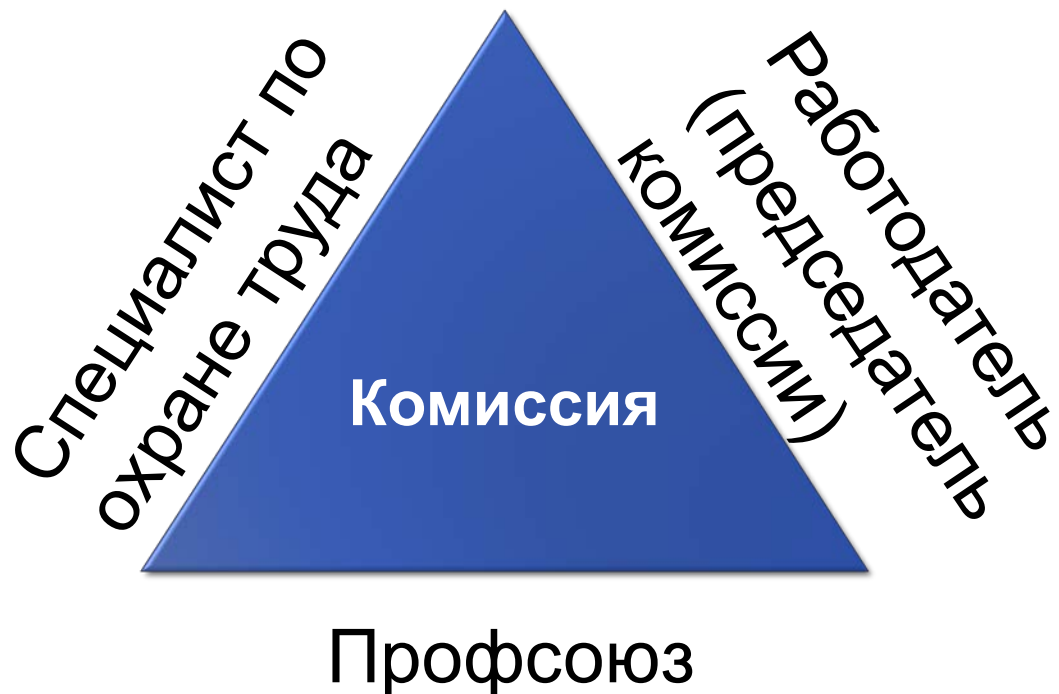 Специалист по
охране труда
Работодатель
(председатель
комиссии)
Комиссия
Профсоюз